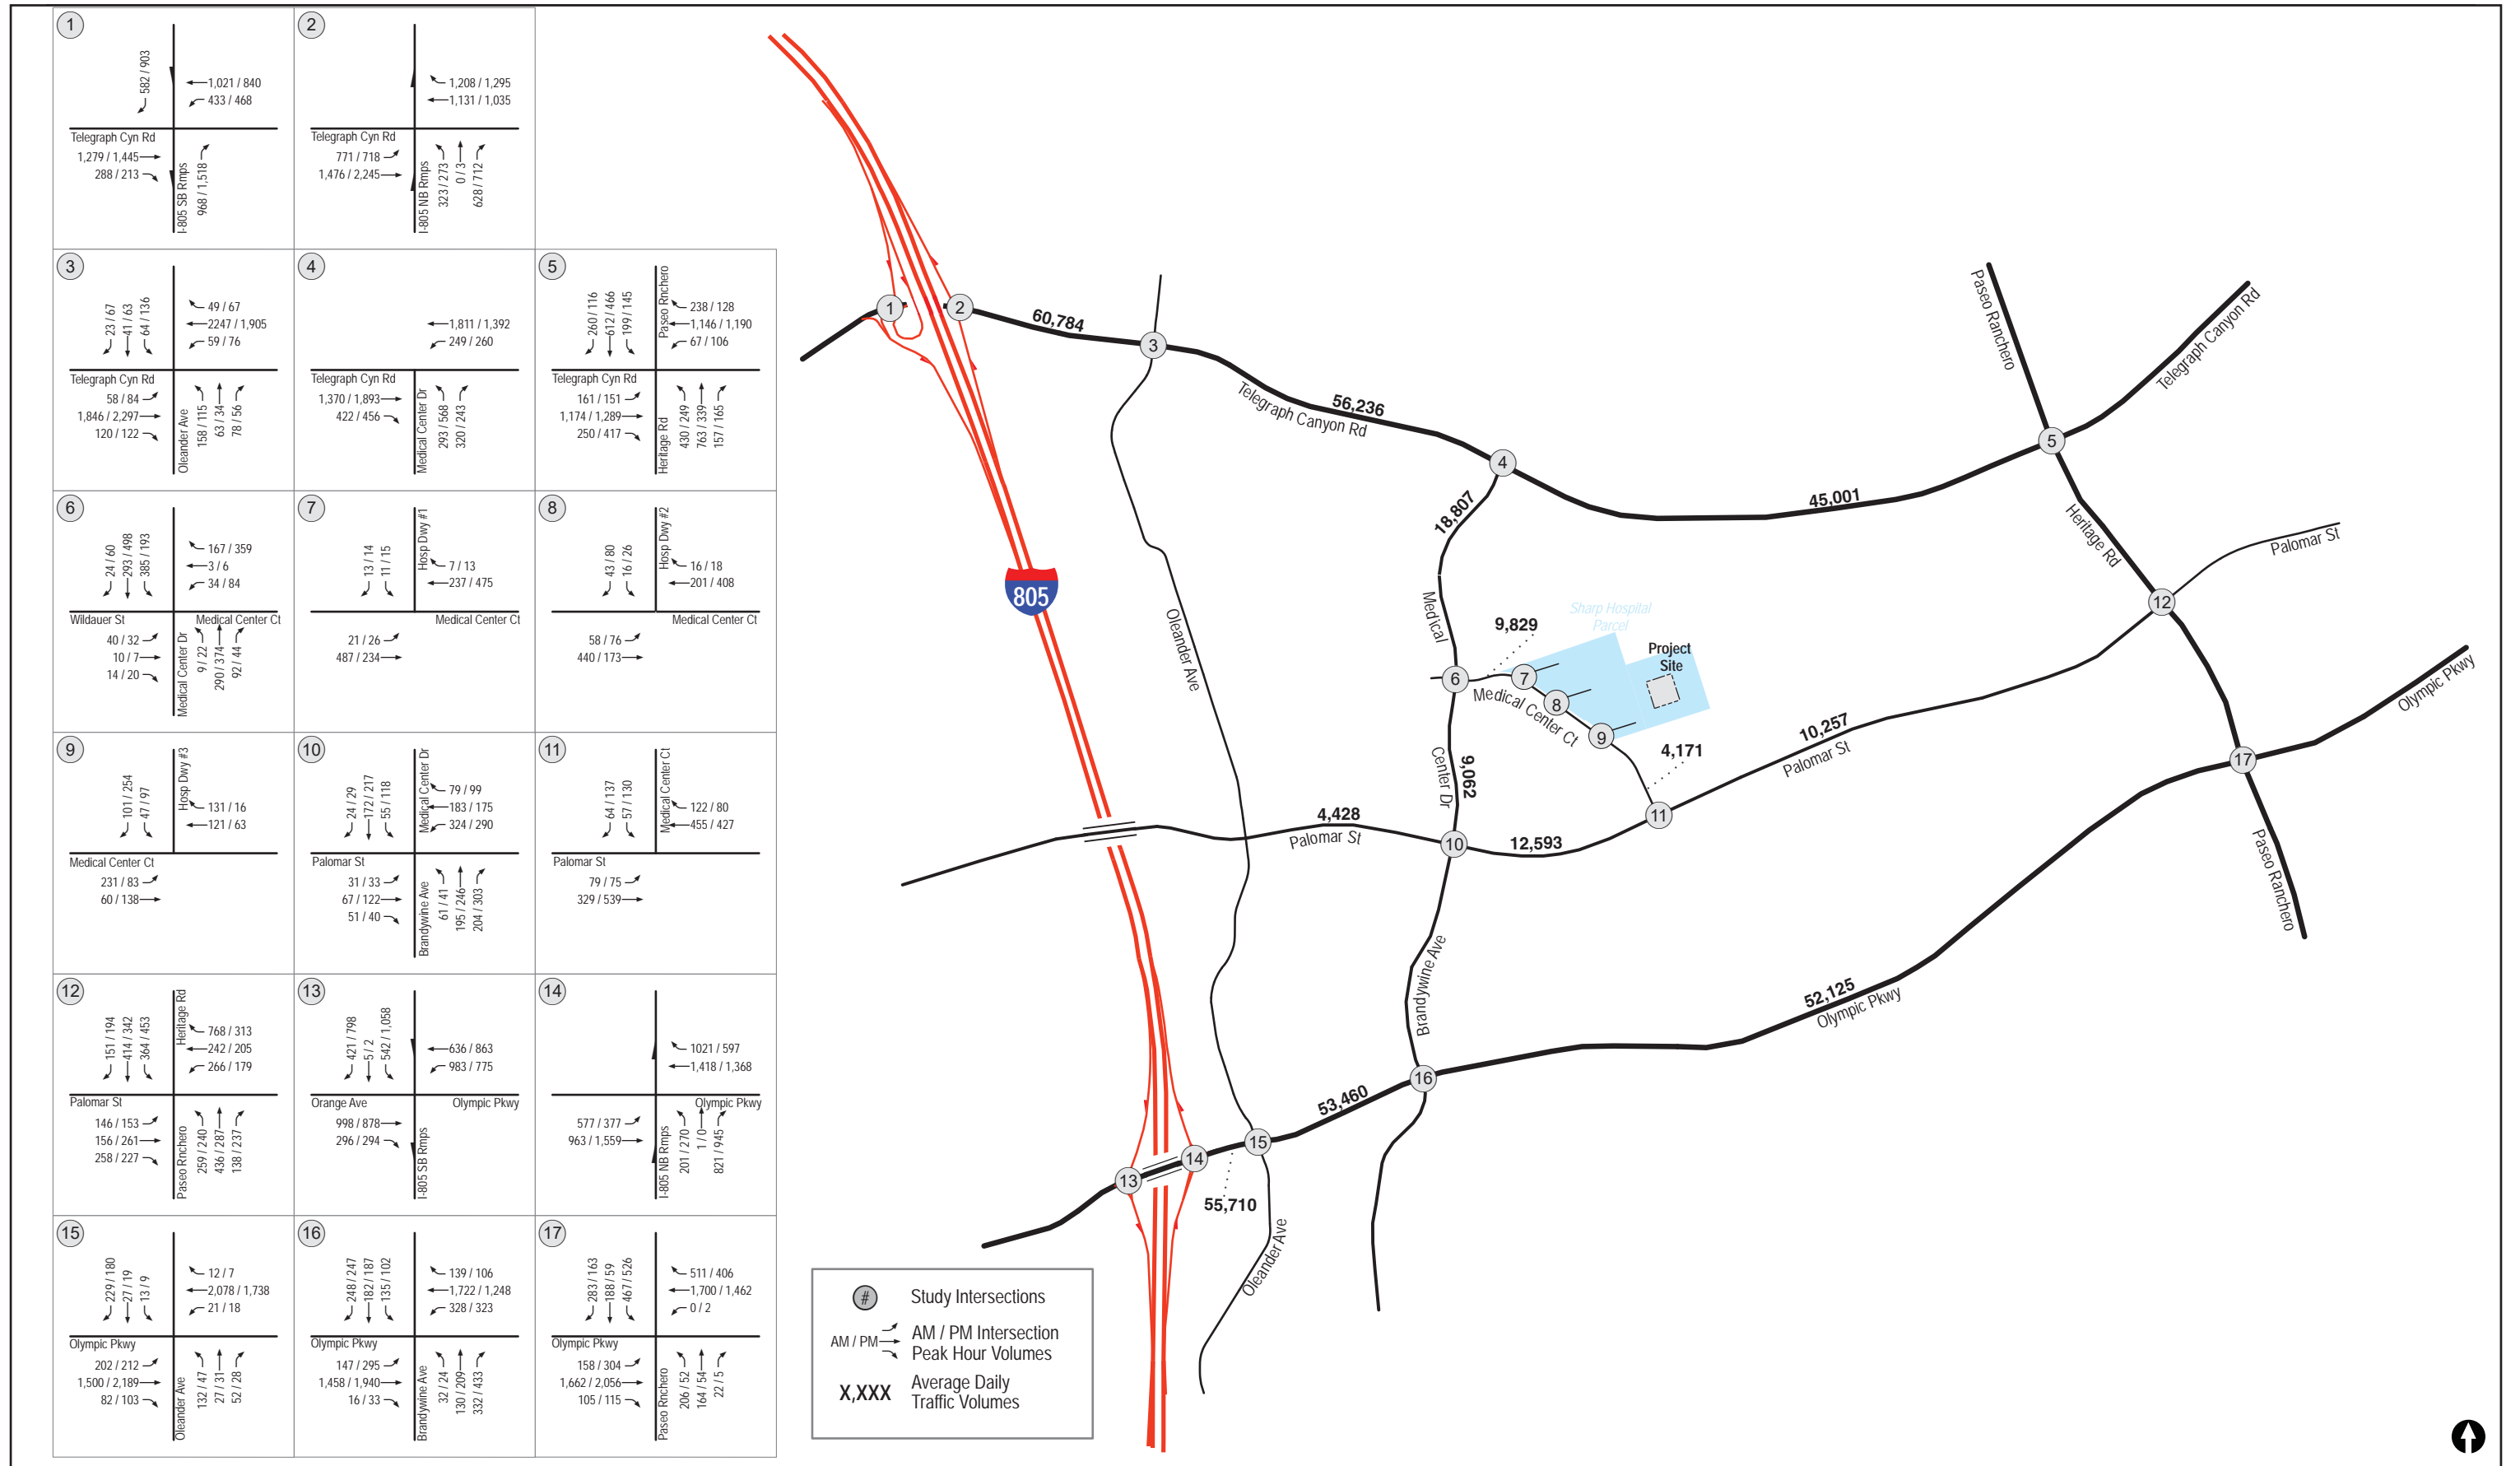 1
582 / 903
1,021 / 840
433 / 468
Telegraph Cyn Rd
1,279 / 1,445
288 / 213
I-805 SB Rmps
968 / 1,518
2
1,208 / 1,295
1,131 / 1,035
Telegraph Cyn Rd
771 / 718
1,476 / 2,245
I-805 NB Rmps
323 / 273
0 / 3
628 / 712
3
23 / 67
41 / 63
64 / 136
49 / 67
2247 / 1,905
59 / 76
Telegraph Cyn Rd
58 / 84
1,846 / 2,297
120 / 122
Oleander Ave
158 / 115
63 / 34
78 / 56
4
1,811 / 1,392
249 / 260
Telegraph Cyn Rd
1,370 / 1,893
422 / 456
Medical Center Dr
293 / 568
320 / 243
5
260 / 116
612 / 466
199 / 145
Paseo Rnchero
238 / 128
1,146 / 1,190
67 / 106
Telegraph Cyn Rd
161 / 151
1,174 / 1,289
250 / 417
Heritage Rd
430 / 249
763 / 339
157 / 165
6
24 / 60
293 / 498
385 / 193
167 / 359
3 / 6
34 / 84
Wildauer St
Medical Center Ct
40 / 32
10 / 7
14 / 20
Medical Center Dr
9 / 22
290 / 374
92 / 44
7
13 / 14
11 / 15
Hosp Dwy #1
7 / 13
237 / 475
Medical Center Ct
21 / 26
487 / 234
8
43 / 80
16 / 26
Hosp Dwy #2
16 / 18
201 / 408
Medical Center Ct
58 / 76
440 / 173
9
101 / 254
47 / 97
Hosp Dwy #3
131 / 16
121 / 63
Medical Center Ct
231 / 83
60 / 138
10
24 / 29
172 / 217
55 / 118
Medical Center Dr
79 / 99
183 / 175
324 / 290
Palomar St
31 / 33
67 / 122
51 / 40
Brandywine Ave
61 / 41
195 / 246
204 / 303
11
64 / 137
57 / 130
Medical Center Ct
122 / 80
455 / 427
Palomar St
79 / 75
329 / 539
12
151 / 194
414 / 342
364 / 453
Heritage Rd
768 / 313
242 / 205
266 / 179
Palomar St
146 / 153
156 / 261
258 / 227
Paseo Rnchero
259 / 240
436 / 287
138 / 237
13
421 / 798
5 / 2
542 / 1,058
636 / 863
983 / 775
Orange Ave
Olympic Pkwy
998 / 878
296 / 294
I-805 SB Rmps
14
1021 / 597
1,418 / 1,368
Olympic Pkwy
577 / 377
963 / 1,559
I-805 NB Rmps
201 / 270
1 / 0
821 / 945
15
229 / 180
27 / 19
13 / 9
12 / 7
2,078 / 1,738
21 / 18
Olympic Pkwy
202 / 212
1,500 / 2,189
82 / 103
Oleander Ave
132 / 47
27 / 31
52 / 28
16
248 / 247
182 / 187
135 / 102
139 / 106
1,722 / 1,248
328 / 323
Olympic Pkwy
147 / 295
1,458 / 1,940
16 / 33
Brandywine Ave
32 / 24
130 / 209
332 / 433
17
283 / 163
188 / 59
467 / 526
511 / 406
1,700 / 1,462
0 / 2
Olympic Pkwy
158 / 304
1,662 / 2,056
105 / 115
Paseo Rnchero
206 / 52
164 / 54
22 / 5
1
2
60,784
3
56,236
Telegraph Canyon Rd
4
45,001
5
Paseo Ranchero
Telegraph Canyon Rd
Heritage Rd
Palomar St
12
18,807
805
Oleander Ave
Medical
9,829
Sharp Hospital
Parcel
Project
Site
6
7
8
9
Medical Center Ct
4,171
Center Dr
9,062
10,257
Palomar St
11
4,428
Palomar St
10
12,593
Olympic Pkwy
17
Paseo Ranchero
Brandywine Ave
52,125
Olympic Pkwy
16
53,460
15
14
13
55,710
Oleander Ave
# Study Intersections
AM / PM
AM / PM Intersection
Peak Hour Volumes
X,XXX
Average Daily
Traffic Volumes